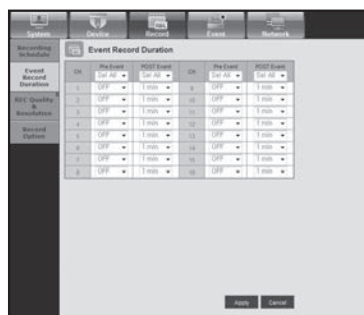 System Device Record Event Network
REC
Recording
Schedule
Event
Record
Duration
REC Quality
&
Resolution
Record
Option
Event Record Duration
CH Pre Event POST Event CH Pre Event POST Event
Sel All Sel All Sel All Sel All
1 OFF 1 min 9 OFF 1 min
2 OFF 1 min 10 OFF 1 min
3 OFF 1 min 11 OFF 1 min
4 OFF 1 min 12 OFF 1 min
5 OFF 1 min 13 OFF 1 min
6 OFF 1 min 14 OFF 1 min
7 OFF 1 min 15 OFF 1 min
8 OFF 1 min 16 OFF 1 min
Apply Cancel